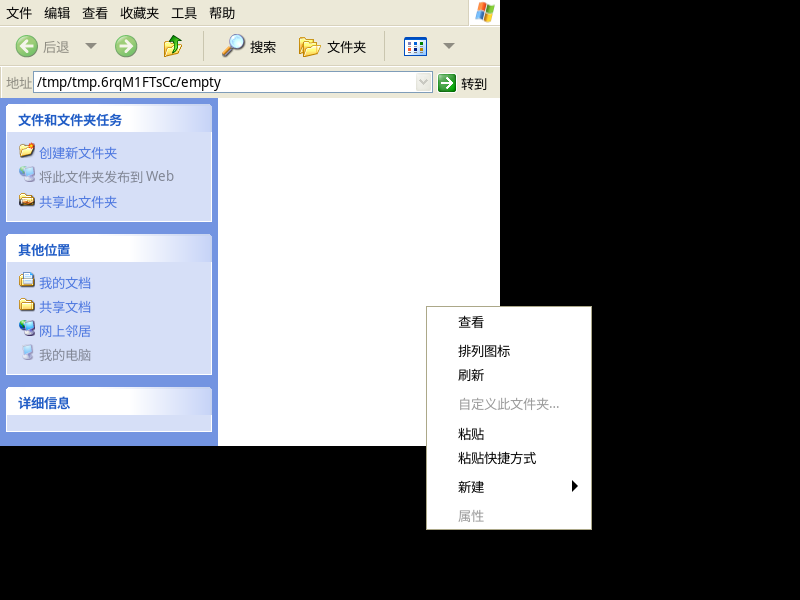 文件 编辑 查看 收藏夹 工具 帮助
后退 搜索 文件夹
地址 /tmp/tmp.6rqM1FTsCc/empty 转到
文件和文件夹任务
创建新文件夹
将此文件夹发布到 Web
共享此文件夹
其他位置
我的文档
共享文档
网上邻居
我的电脑
详细信息
查看
排列图标
刷新
自定义此文件夹...
粘贴
粘贴快捷方式
新建
属性